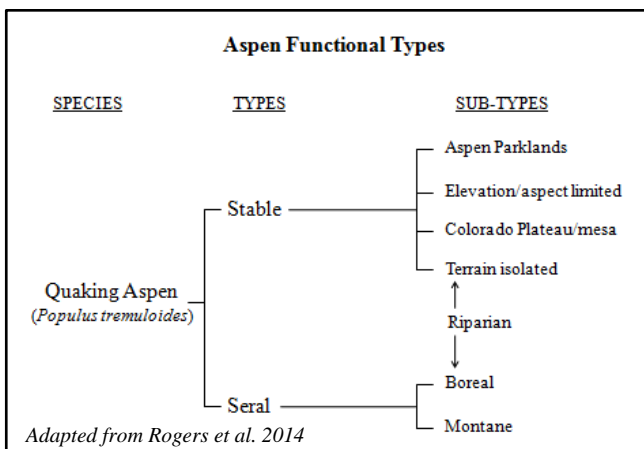 Aspen Functional Types
SPECIES TYPES SUB-TYPES
Aspen Parklands
Elevation/aspect limited
Stable
Colorado Plateau/mesa
Terrain isolated
Quaking Aspen
(Populus tremuloides)
Riparian
Boreal
Seral
Montane
Adapted from Rogers et al. 2014